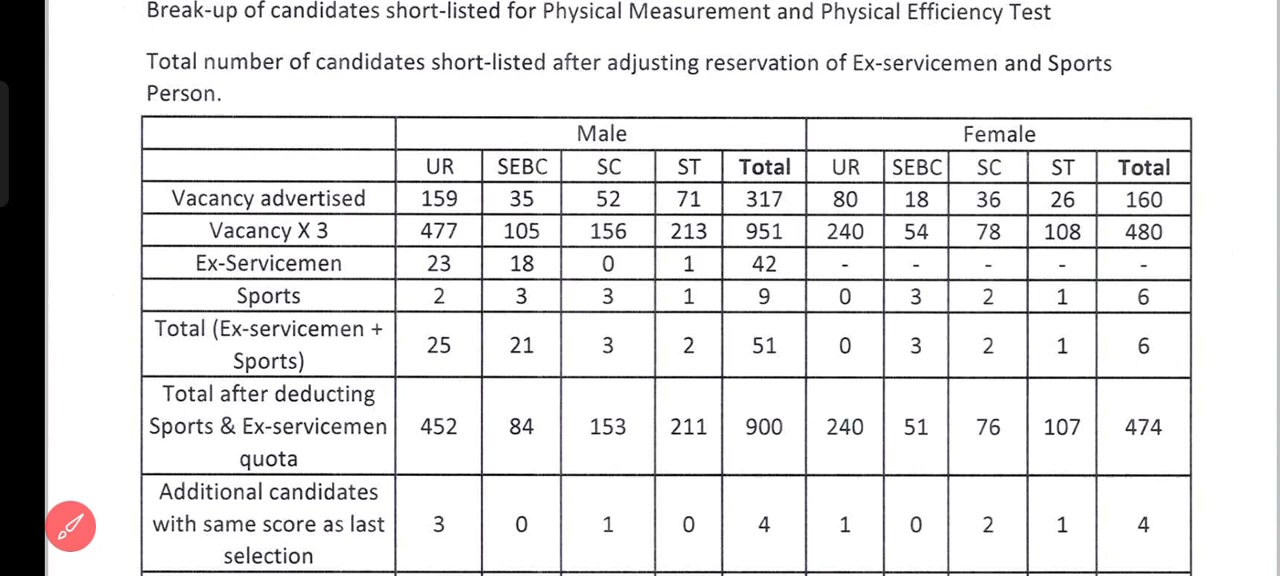 Break-up of candidates short-listed for Physical Measurement and Physical Efficiency Test
Total number of candidates short-listed after adjusting reservation of Ex-servicemen and Sports
Person.
Male Female
UR SEBC SC ST Total UR SEBC SC ST Total
Vacancy advertised 159 35 52 71 317 80 18 36 26 160
Vacancy X 3 477 105 156 213 951 240 54 78 108 480
Ex-Servicemen 23 18 0 1 42 - - - - -
Sports 2 3 3 1 9 0 3 2 1 6
Total (Ex-servicemen +
Sports) 25 21 3 2 51 0 3 2 1 6
Total after deducting
Sports & Ex-servicemen 452 84 153 211 900 240 51 76 107 474
quota
Additional candidates
with same score as last 3 0 1 0 4 1 0 2 1 4
selection